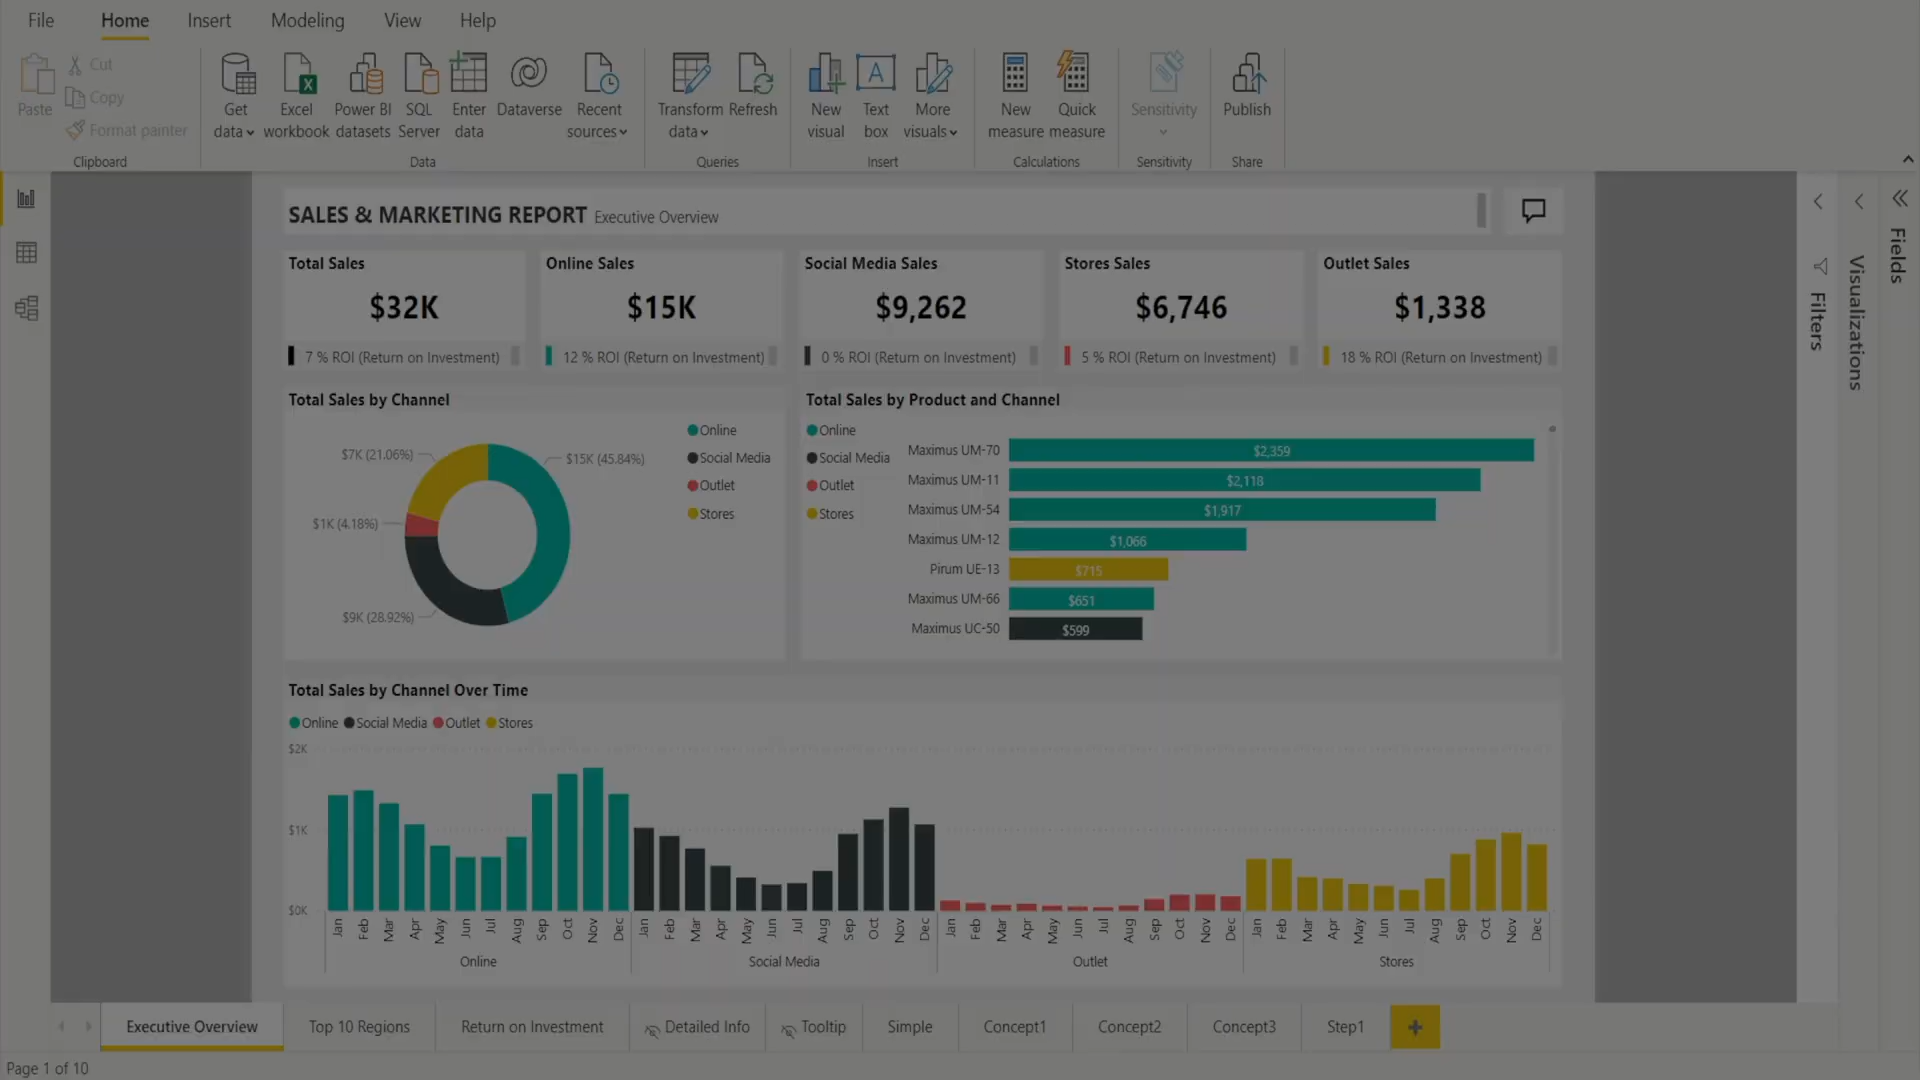 File Home Insert Modeling View Help
Paste
Cut
Copy
Format painter
Clipboard
Get data
Excel workbook
Power BI datasets
SQL Server
Enter data
Dataverse
Recent sources
Data
Transform data
Refresh
Queries
New visual
Text box
More visuals
Insert
New measure
Quick measure
Calculations
Sensitivity
Sensitivity
Publish
Share
SALES & MARKETING REPORT Executive Overview
Total Sales
$32K
7 % ROI (Return on Investment)
Online Sales
$15K
12 % ROI (Return on Investment)
Social Media Sales
$9,262
0 % ROI (Return on Investment)
Stores Sales
$6,746
5 % ROI (Return on Investment)
Outlet Sales
$1,338
18 % ROI (Return on Investment)
Total Sales by Channel
$7K (21.06%)
$15K (45.84%)
$1K (4.18%)
$9K (28.92%)
Online
Social Media
Outlet
Stores
Total Sales by Product and Channel
Online
Social Media
Outlet
Stores
Maximus UM-70 $2,359
Maximus UM-11 $2,118
Maximus UM-54 $1,917
Maximus UM-12 $1,066
Pirum UE-13 $715
Maximus UM-66 $651
Maximus UC-50 $599
Total Sales by Channel Over Time
Online Social Media Outlet Stores
$2K
$1K
$0K
Jan Feb Mar Apr May Jun Jul Aug Sep Oct Nov Dec Jan Feb Mar Apr May Jun Jul Aug Sep Oct Nov Dec Jan Feb Mar Apr May Jun Jul Aug Sep Oct Nov Dec Jan Feb Mar Apr May Jun Jul Aug Sep Oct Nov Dec
Online Social Media Outlet Stores
Filters
Visualizations
Fields
Executive Overview Top 10 Regions Return on Investment Detailed Info Tooltip Simple Concept1 Concept2 Concept3 Step1 +
Page 1 of 10